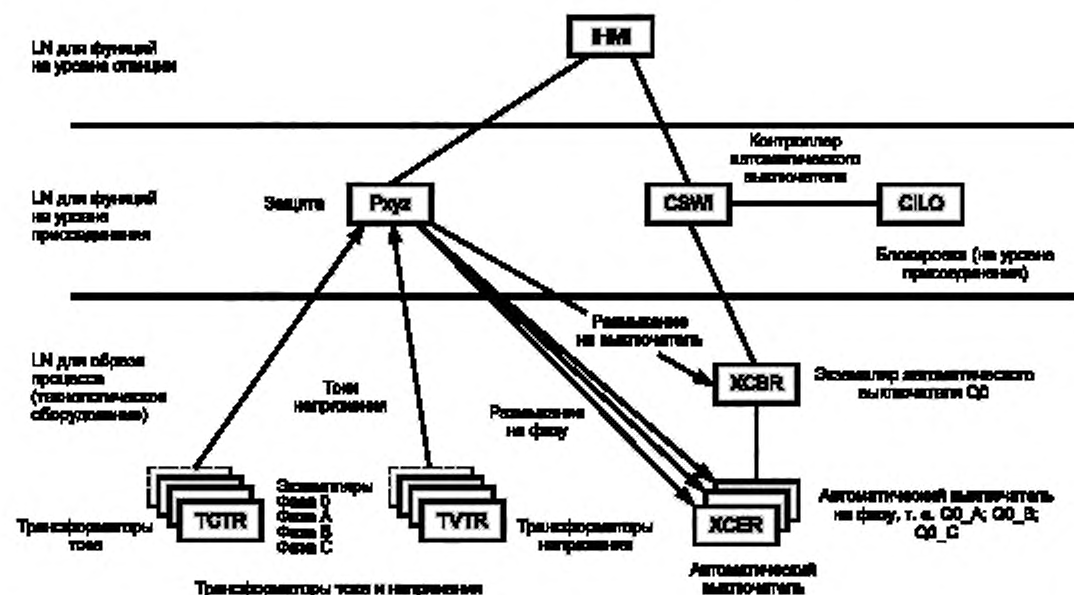 IHMI
LN для функций
на уровне станции
Контроллер
автоматического
выключателя
LN для функций
на уровне
присоединения
Защита
Pxyz
CSWI
CILO
Блокировка (на уровне
присоединения)
Размыкание
на выключатель
LN для образа
процесса
(технологическое
оборудование)
Токи
напряжения
Размыкание
на фазу
XCBR
Экземпляр автоматического
выключателя Q0
Трансформаторы
тока
TCTR
Экземпляры
Фаза 0
Фаза A
Фаза B
Фаза C
TVTR
Трансформаторы
напряжения
XCER
Автоматический выключатель
на фазу, т. е. Q0_A; Q0_B;
Q0_C
Автоматический
выключатель
Трансформаторы тока и напряжения